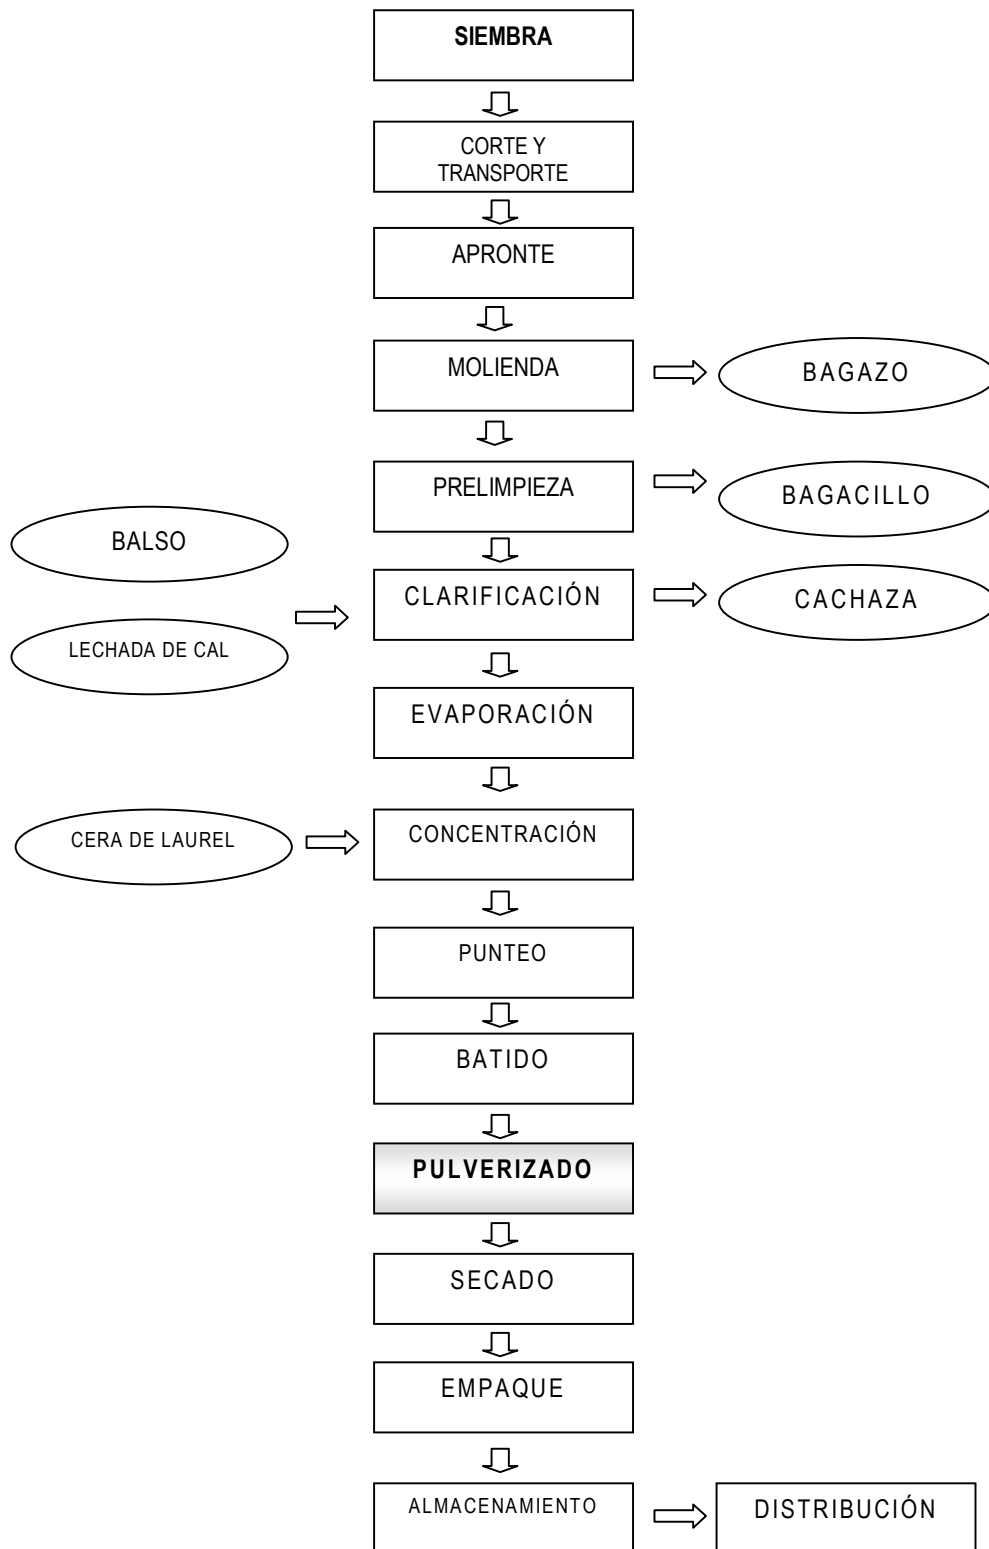 SIEMBRA
CORTE Y
TRANSPORTE
APRONTE
MOLIENDA
BAGAZO
PRELIMPIEZA
BAGACILLO
BALSO
LECHADA DE CAL
CLARIFICACIÓN
CACHAZA
EVAPORACIÓN
CERA DE LAUREL
CONCENTRACIÓN
PUNTEO
BATIDO
PULVERIZADO
SECADO
EMPAQUE
ALMACENAMIENTO
DISTRIBUCIÓN